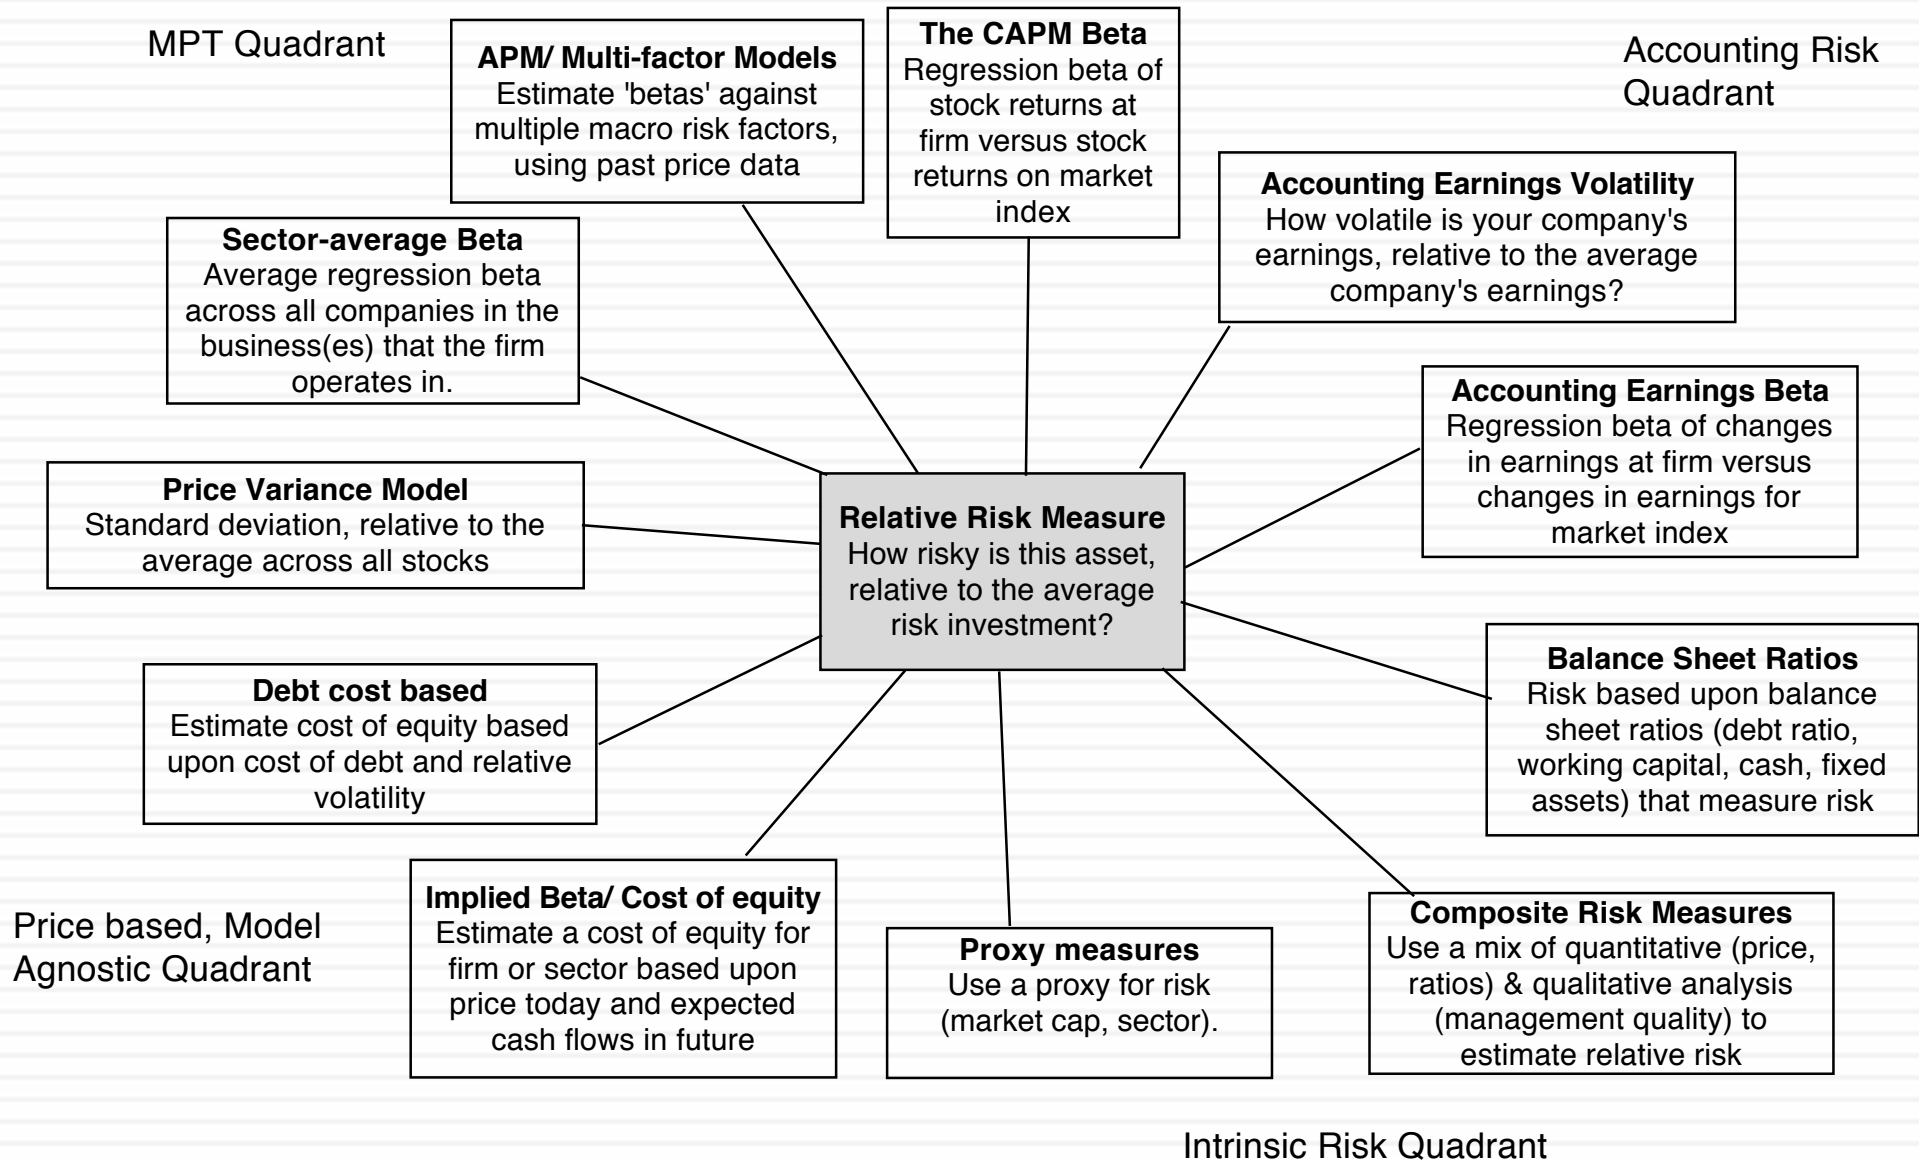 MPT Quadrant
APM/ Multi-factor Models
Estimate 'betas' against
multiple macro risk factors,
using past price data
The CAPM Beta
Regression beta of
stock returns at
firm versus stock
returns on market
index
Accounting Risk
Quadrant
Accounting Earnings Volatility
How volatile is your company's
earnings, relative to the average
company's earnings?
Sector-average Beta
Average regression beta
across all companies in the
business(es) that the firm
operates in.
Accounting Earnings Beta
Regression beta of changes
in earnings at firm versus
changes in earnings for
market index
Price Variance Model
Standard deviation, relative to the
average across all stocks
Relative Risk Measure
How risky is this asset,
relative to the average
risk investment?
Balance Sheet Ratios
Risk based upon balance
sheet ratios (debt ratio,
working capital, cash, fixed
assets) that measure risk
Debt cost based
Estimate cost of equity based
upon cost of debt and relative
volatility
Price based, Model
Agnostic Quadrant
Implied Beta/ Cost of equity
Estimate a cost of equity for
firm or sector based upon
price today and expected
cash flows in future
Proxy measures
Use a proxy for risk
(market cap, sector).
Composite Risk Measures
Use a mix of quantitative (price,
ratios) & qualitative analysis
(management quality) to
estimate relative risk
Intrinsic Risk Quadrant